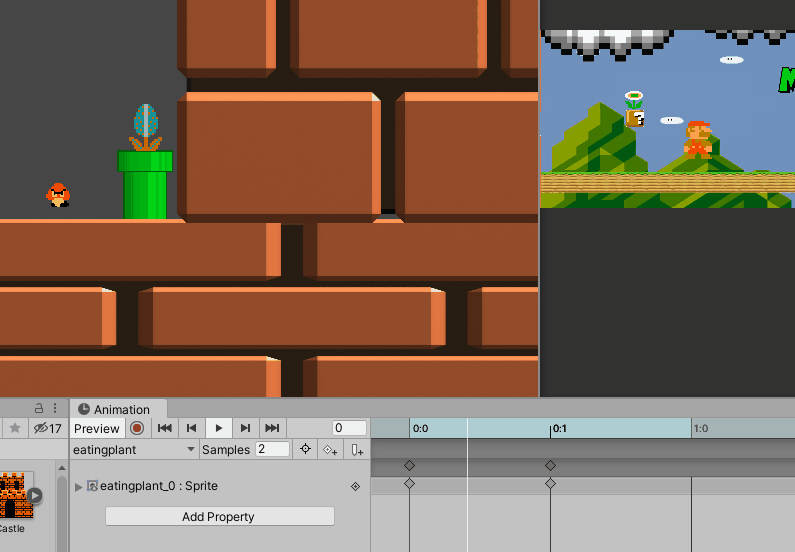 M
?
17
Animation
Preview
0
0:0
0:1
1:0
eatingplant
Samples
2
eatingplant_0 : Sprite
Castle
Add Property